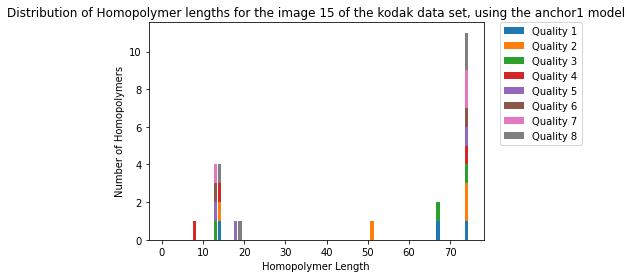 Distribution of Homopolymer lengths for the image 15 of the kodak data set, using the anchor1 model
Number of Homopolymers
10
8
6
4
2
0
0 10 20 30 40 50 60 70
Homopolymer Length
Quality 1
Quality 2
Quality 3
Quality 4
Quality 5
Quality 6
Quality 7
Quality 8